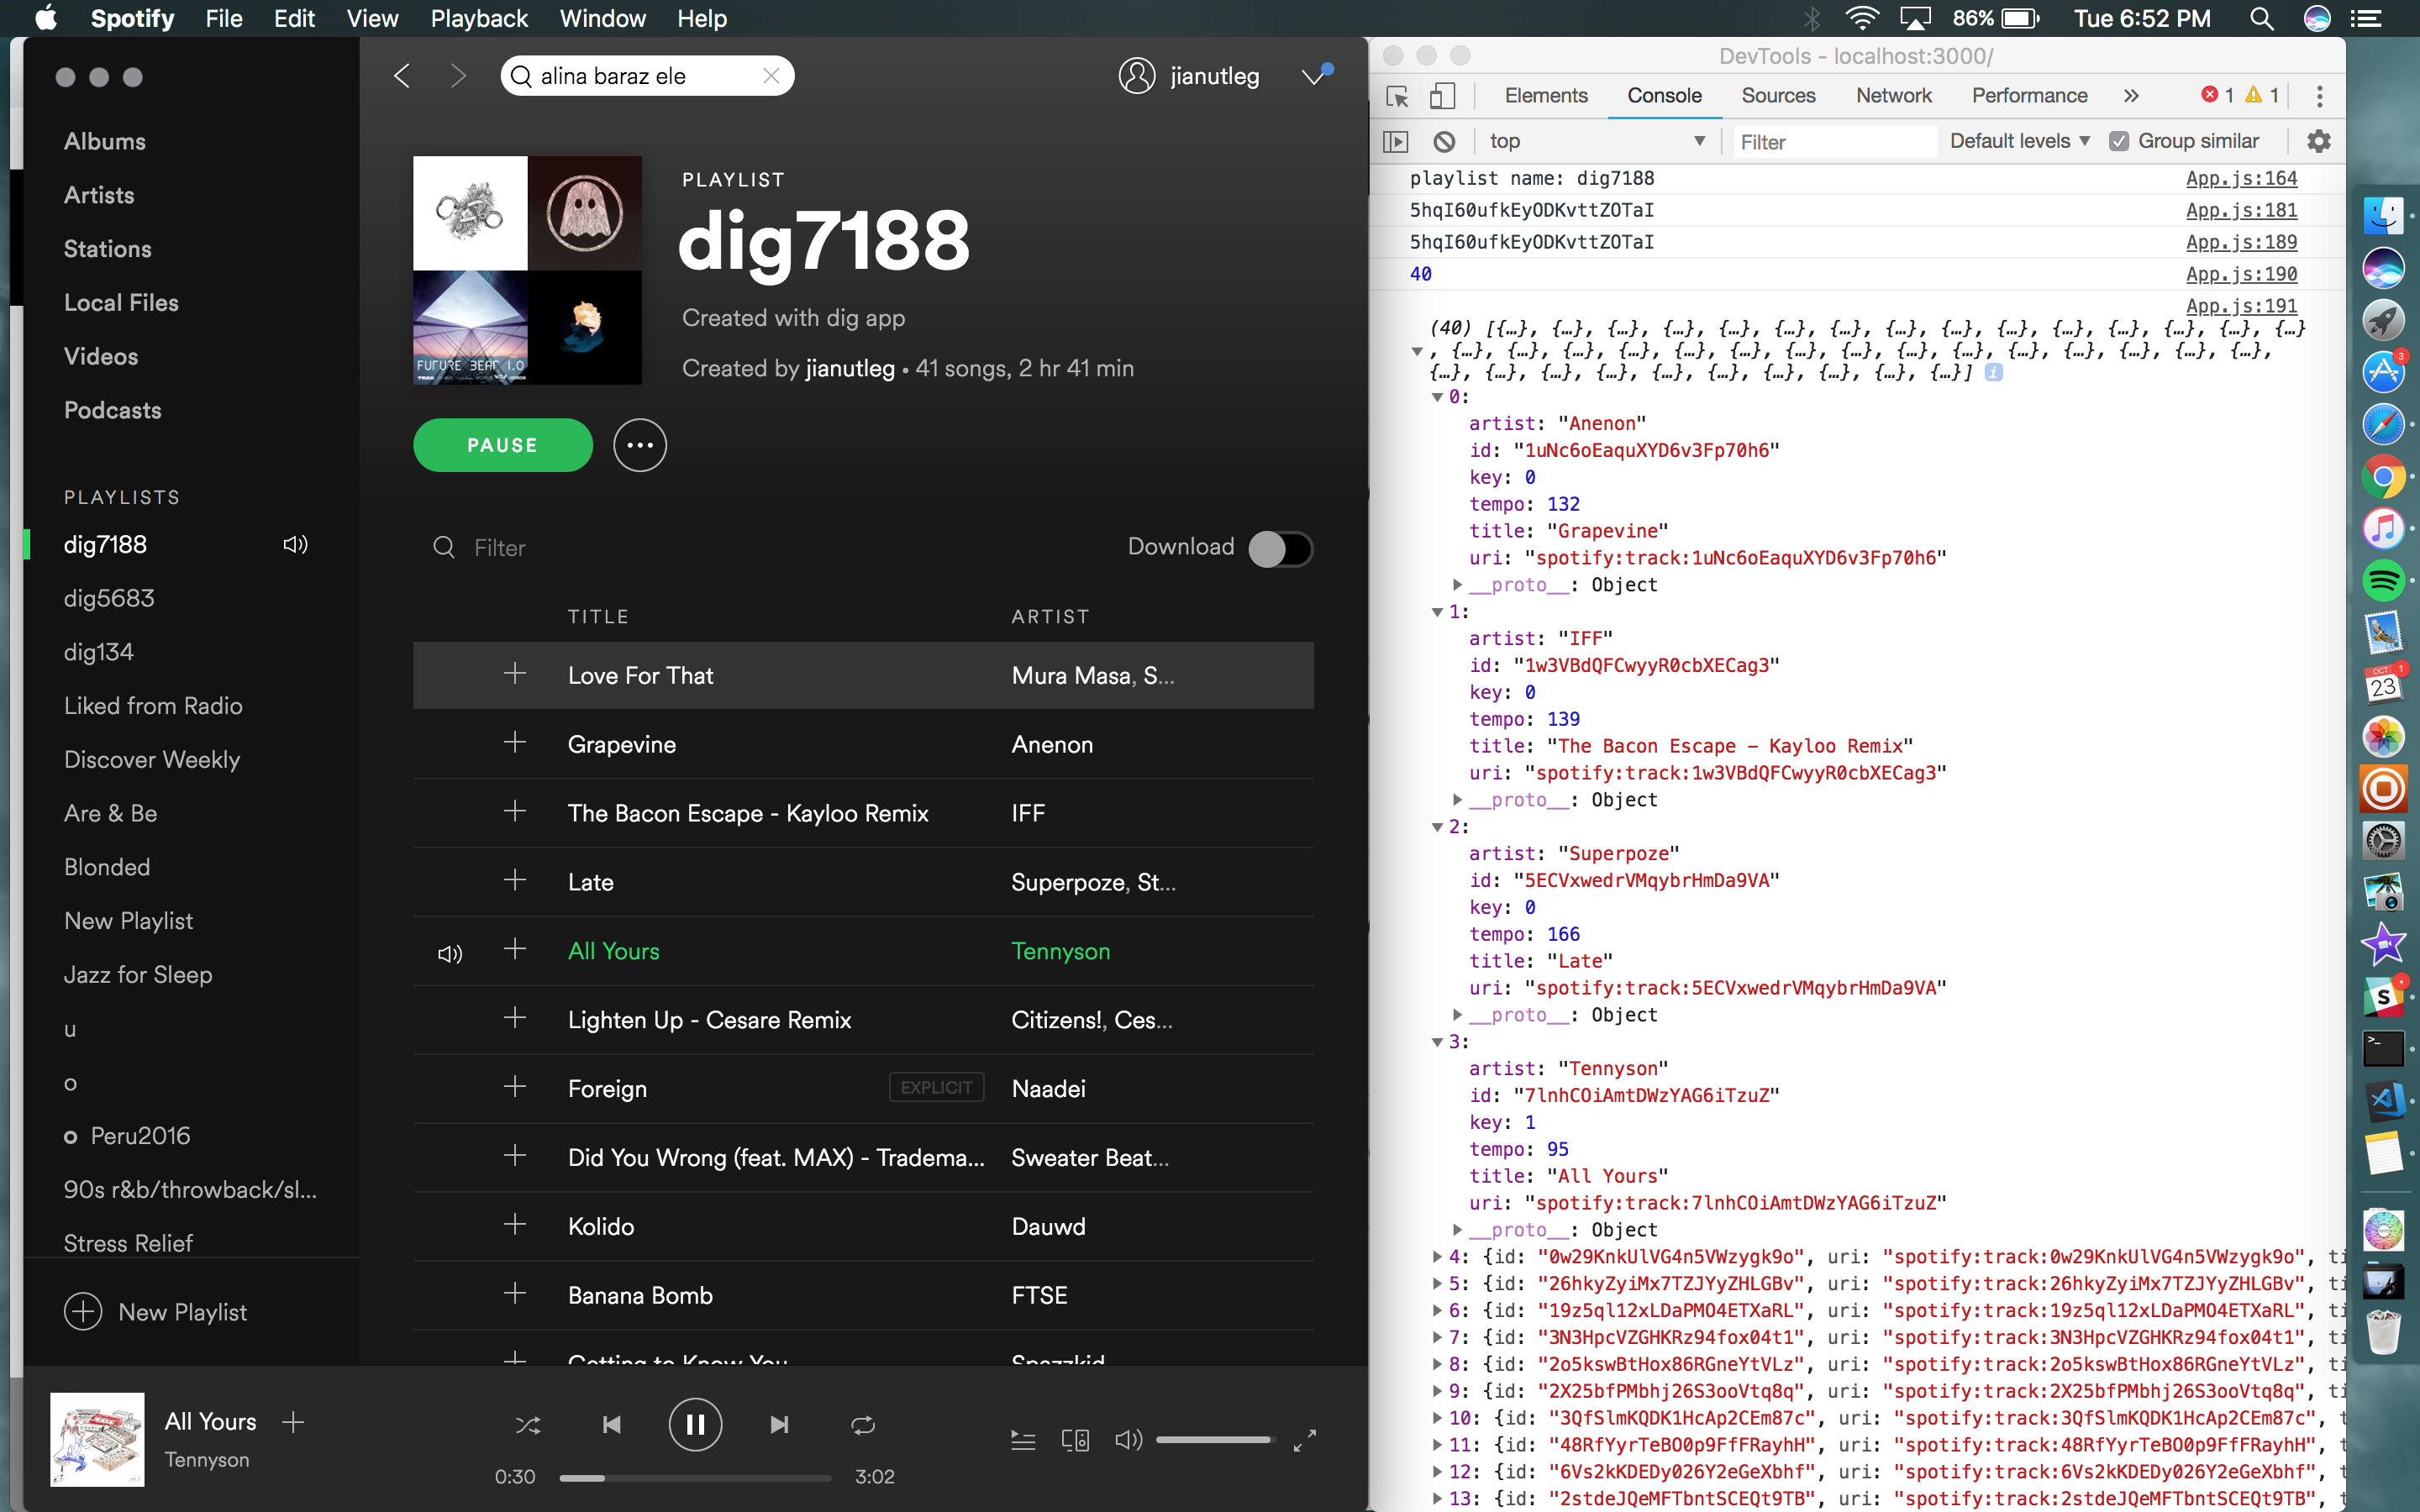 Spotify File Edit View Playback Window Help
86% Tue 6:52 PM
alina baraz ele
jianutleg
Albums
Artists
Stations
Local Files
Videos
Podcasts
PLAYLISTS
dig7188
dig5683
dig134
Liked from Radio
Discover Weekly
Are & Be
Blonded
New Playlist
Jazz for Sleep
u
o
Peru2016
90s r&b/throwback/sl...
Stress Relief
New Playlist
FUTURE BEAT 1.0
PLAYLIST
dig7188
Created with dig app
Created by jianutleg • 41 songs, 2 hr 41 min
PAUSE
Filter
Download
TITLE ARTIST
Love For That Mura Masa, S...
Grapevine Anenon
The Bacon Escape - Kayloo Remix IFF
Late Superpoze, St...
All Yours Tennyson
Lighten Up - Cesare Remix Citizens!, Ces...
Foreign EXPLICIT Naadei
Did You Wrong (feat. MAX) - Tradema... Sweater Beat...
Kolido Dauwd
Banana Bomb FTSE
Getting to Know You Spazzkid
All Yours
Tennyson
0:30 3:02
DevTools - localhost:3000/
Elements Console Sources Network Performance » 1 1
top Filter Default levels Group similar
playlist name: dig7188 App.js:164
5hqI60ufkEyODKvttZOTaI App.js:181
5hqI60ufkEyODKvttZOTaI App.js:189
40 App.js:190
App.js:191
(40) [{…}, {…}, {…}, {…}, {…}, {…}, {…}, {…}, {…}, {…}, {…}, {…}, {…}, {…}, {…}
, {…}, {…}, {…}, {…}, {…}, {…}, {…}, {…}, {…}, {…}, {…}, {…}, {…}, {…}, {…},
{…}, {…}, {…}, {…}, {…}, {…}, {…}, {…}, {…}, {…}] i
0:
artist: "Anenon"
id: "1uNc6oEaquXYD6v3Fp70h6"
key: 0
tempo: 132
title: "Grapevine"
uri: "spotify:track:1uNc6oEaquXYD6v3Fp70h6"
__proto__: Object
1:
artist: "IFF"
id: "1w3VBdQFCwyyR0cbXECag3"
key: 0
tempo: 139
title: "The Bacon Escape - Kayloo Remix"
uri: "spotify:track:1w3VBdQFCwyyR0cbXECag3"
__proto__: Object
2:
artist: "Superpoze"
id: "5ECVxwedrVMqybrHmDa9VA"
key: 0
tempo: 166
title: "Late"
uri: "spotify:track:5ECVxwedrVMqybrHmDa9VA"
__proto__: Object
3:
artist: "Tennyson"
id: "7lnhCOiAmtDWzYAG6iTzuZ"
key: 1
tempo: 95
title: "All Yours"
uri: "spotify:track:7lnhCOiAmtDWzYAG6iTzuZ"
__proto__: Object
4: {id: "0w29KnkUlVG4n5VWzygk9o", uri: "spotify:track:0w29KnkUlVG4n5VWzygk9o", ti
5: {id: "26hkyZyiMx7TZJYyZHLGBv", uri: "spotify:track:26hkyZyiMx7TZJYyZHLGBv", ti
6: {id: "19z5ql12xLDaPMO4ETXaRL", uri: "spotify:track:19z5ql12xLDaPMO4ETXaRL", ti
7: {id: "3N3HpcVZGHKRz94fox04t1", uri: "spotify:track:3N3HpcVZGHKRz94fox04t1", ti
8: {id: "2o5kswBtHox86RGneYtVLz", uri: "spotify:track:2o5kswBtHox86RGneYtVLz", ti
9: {id: "2X25bfPMbhj26S3ooVtq8q", uri: "spotify:track:2X25bfPMbhj26S3ooVtq8q", ti
10: {id: "3QfSlmKQDK1HcAp2CEm87c", uri: "spotify:track:3QfSlmKQDK1HcAp2CEm87c", t
11: {id: "48RfYyrTeBO0p9FfFRayhH", uri: "spotify:track:48RfYyrTeBO0p9FfFRayhH", t
12: {id: "6Vs2kKDEDy026Y2eGeXbhf", uri: "spotify:track:6Vs2kKDEDy026Y2eGeXbhf", t
13: {id: "2stdeJQeMFTbntSCEQt9TB", uri: "spotify:track:2stdeJQeMFTbntSCEQt9TB", t
3
OCT 1
23
S